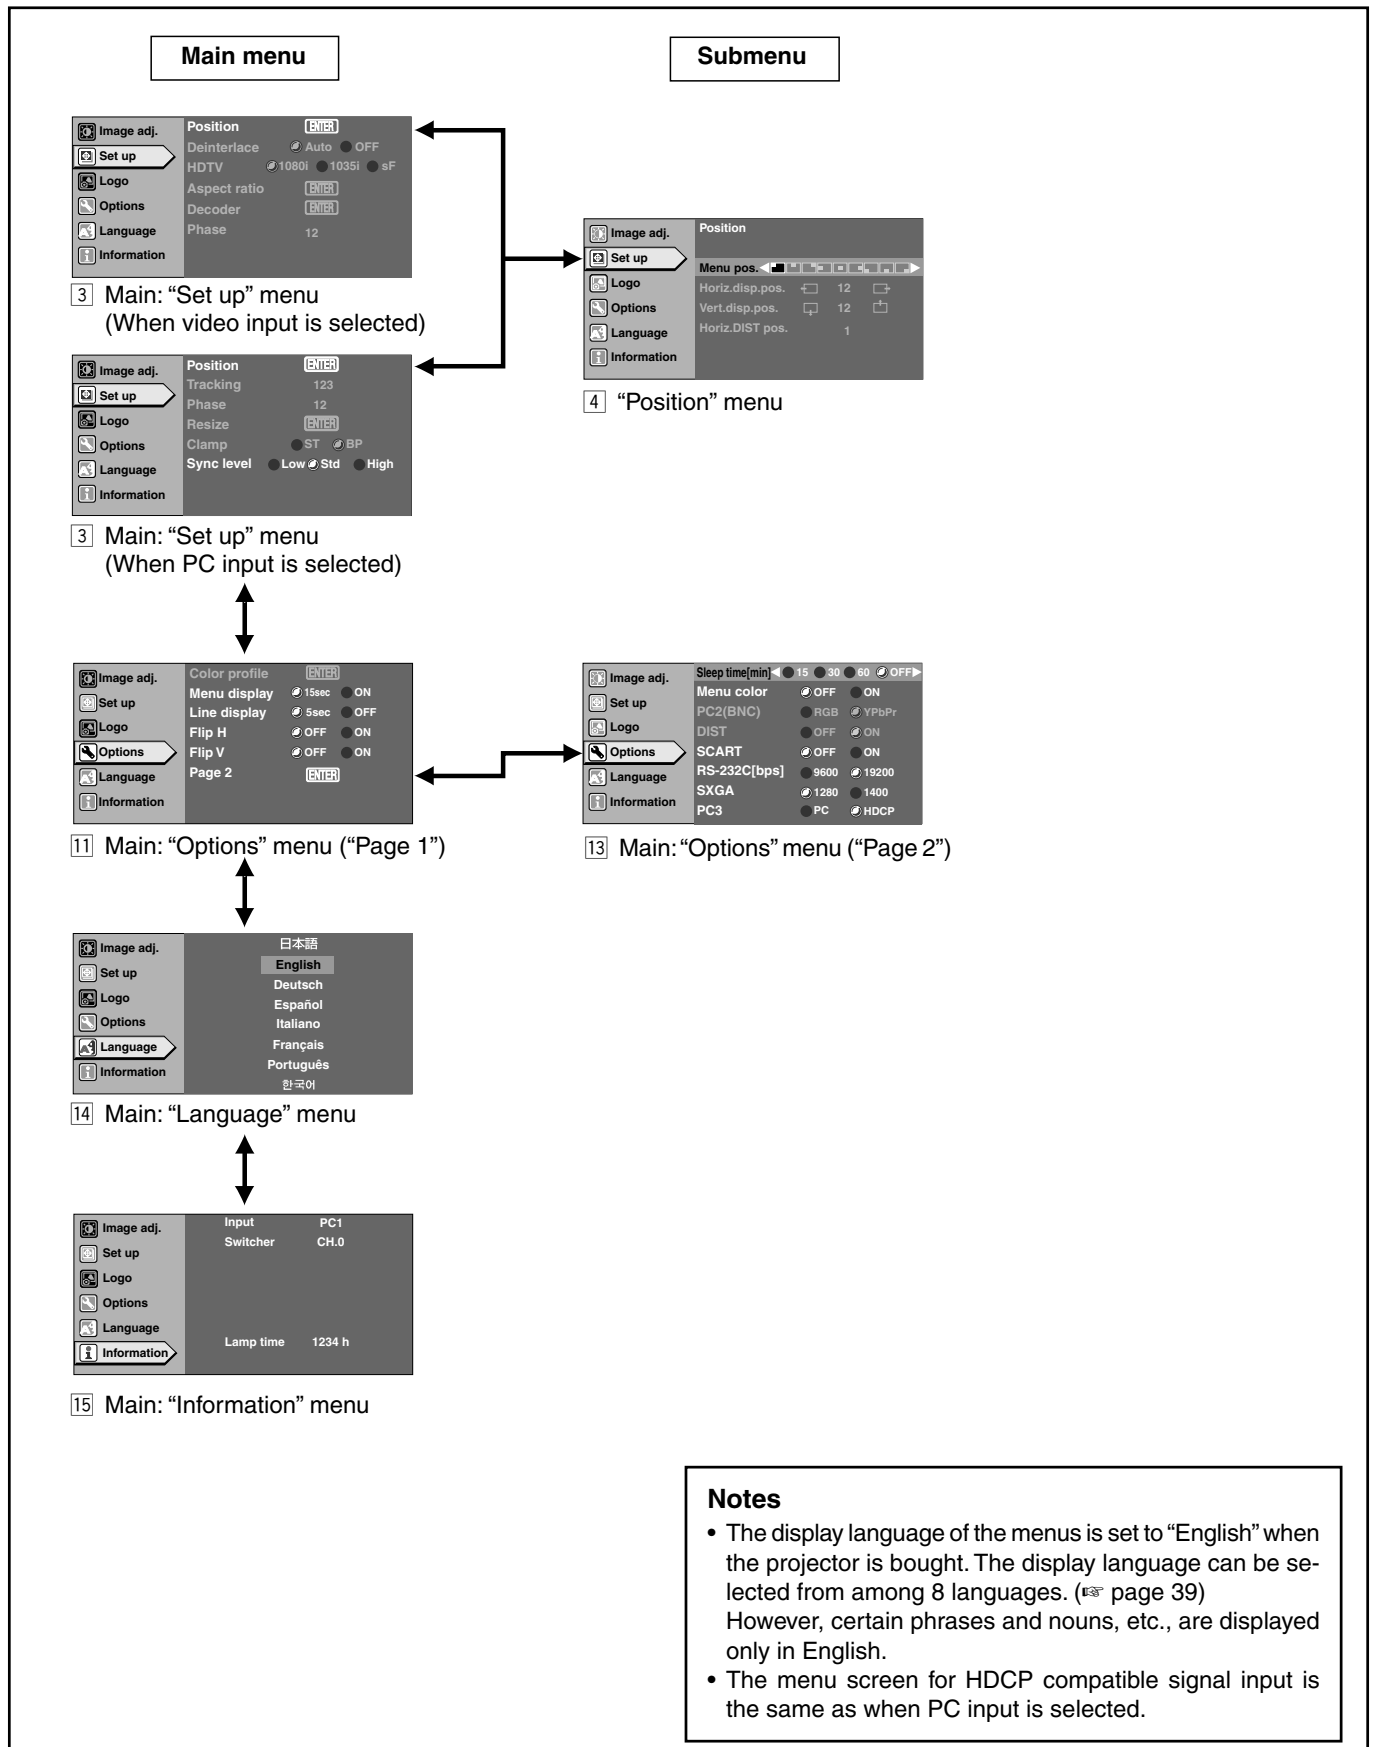 Main menu
Submenu
Image adj.
Set up
Logo
Options
Language
Information
Position ENTER
Deinterlace Auto OFF
HDTV 1080i 1035i sF
Aspect ratio ENTER
Decoder ENTER
Phase 12
3 Main: “Set up” menu
(When video input is selected)
Image adj.
Set up
Logo
Options
Language
Information
Position
Menu pos.
Horiz.disp.pos. 12
Vert.disp.pos. 12
Horiz.DIST pos. 1
4 “Position” menu
Image adj.
Set up
Logo
Options
Language
Information
Position ENTER
Tracking 123
Phase 12
Resize ENTER
Clamp ST BP
Sync level Low Std High
3 Main: “Set up” menu
(When PC input is selected)
Image adj.
Set up
Logo
Options
Language
Information
Color profile ENTER
Menu display 15sec ON
Line display 5sec OFF
Flip H OFF ON
Flip V OFF ON
Page 2 ENTER
11 Main: “Options” menu (“Page 1”)
Image adj.
Set up
Logo
Options
Language
Information
Sleep time[min] 15 30 60 OFF
Menu color OFF ON
PC2(BNC) RGB YPbPr
DIST OFF ON
SCART OFF ON
RS-232C[bps] 9600 19200
SXGA 1280 1400
PC3 PC HDCP
13 Main: “Options” menu (“Page 2”)
Image adj.
Set up
Logo
Options
Language
Information
日本語
English
Deutsch
Español
Italiano
Français
Português
한국어
14 Main: “Language” menu
Image adj.
Set up
Logo
Options
Language
Information
Input PC1
Switcher CH.0
Lamp time 1234 h
15 Main: “Information” menu
Notes
• The display language of the menus is set to “English” when
the projector is bought. The display language can be se-
lected from among 8 languages. (☞ page 39)
However, certain phrases and nouns, etc., are displayed
only in English.
• The menu screen for HDCP compatible signal input is
the same as when PC input is selected.